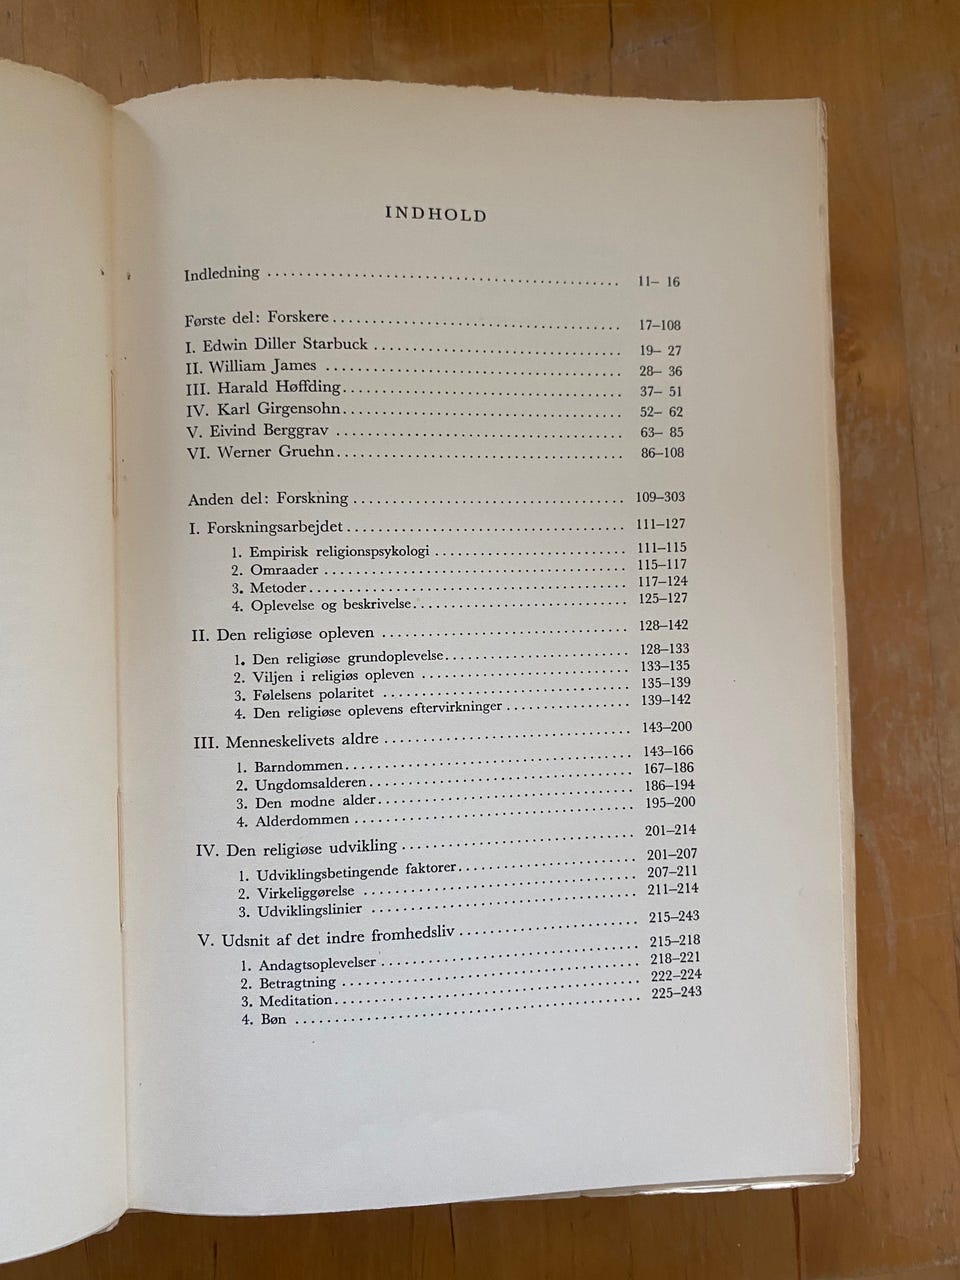 INDHOLD
Indledning ........................................ 11– 16
Første del: Forskere ........................................ 17–108
I. Edwin Diller Starbuck ........................................ 19– 27
II. William James ........................................ 28– 36
III. Harald Høffding ........................................ 37– 51
IV. Karl Girgensohn ........................................ 52– 62
V. Eivind Berggrav ........................................ 63– 85
VI. Werner Gruehn ........................................ 86–108
Anden del: Forskning ........................................ 109–303
I. Forskningsarbejdet ........................................ 111–127
1. Empirisk religionspsykologi ........................................ 111–115
2. Omraader ........................................ 115–117
3. Metoder ........................................ 117–124
4. Oplevelse og beskrivelse ........................................ 125–127
II. Den religiøse opleven ........................................ 128–142
1. Den religiøse grundoplevelse ........................................ 128–133
2. Viljen i religiøs opleven ........................................ 133–135
3. Følelsens polaritet ........................................ 135–139
4. Den religiøse oplevens eftervirkninger ........................................ 139–142
III. Menneskelivets aldre ........................................ 143–200
1. Barndommen ........................................ 143–166
2. Ungdomsalderen ........................................ 167–186
3. Den modne alder ........................................ 186–194
4. Alderdommen ........................................ 195–200
IV. Den religiøse udvikling ........................................ 201–214
1. Udviklingsbetingende faktorer ........................................ 201–207
2. Virkeliggørelse ........................................ 207–211
3. Udviklingslinier ........................................ 211–214
V. Udsnit af det indre fromhedsliv ........................................ 215–243
1. Andagtsoplevelser ........................................ 215–218
2. Betragtning ........................................ 218–221
3. Meditation ........................................ 222–224
4. Bøn ........................................ 225–243